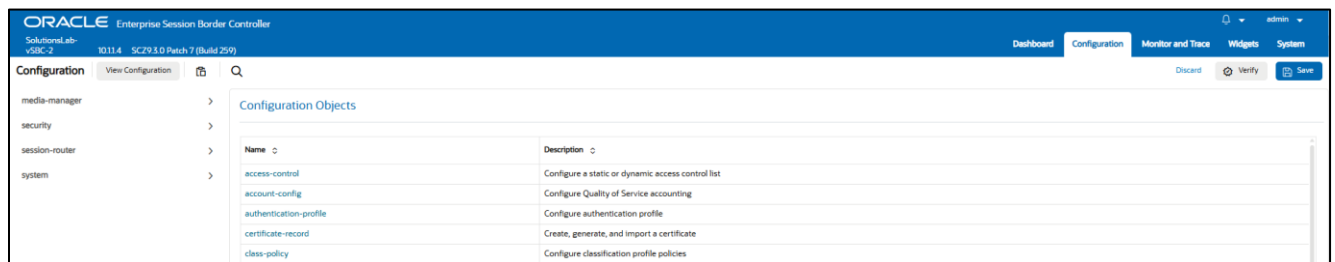 ORACLE Enterprise Session Border Controller
admin
SolutionsLab-
vSBC-2 10.1.1.4 SCZ9.3.0 Patch 7 (Build 259)
Dashboard Configuration Monitor and Trace Widgets System
Configuration View Configuration Discard Verify Save
media-manager
security
session-router
system
Configuration Objects
Name Description
access-control Configure a static or dynamic access control list
account-config Configure Quality of Service accounting
authentication-profile Configure authentication profile
certificate-record Create, generate, and import a certificate
class-policy Configure classification profile policies